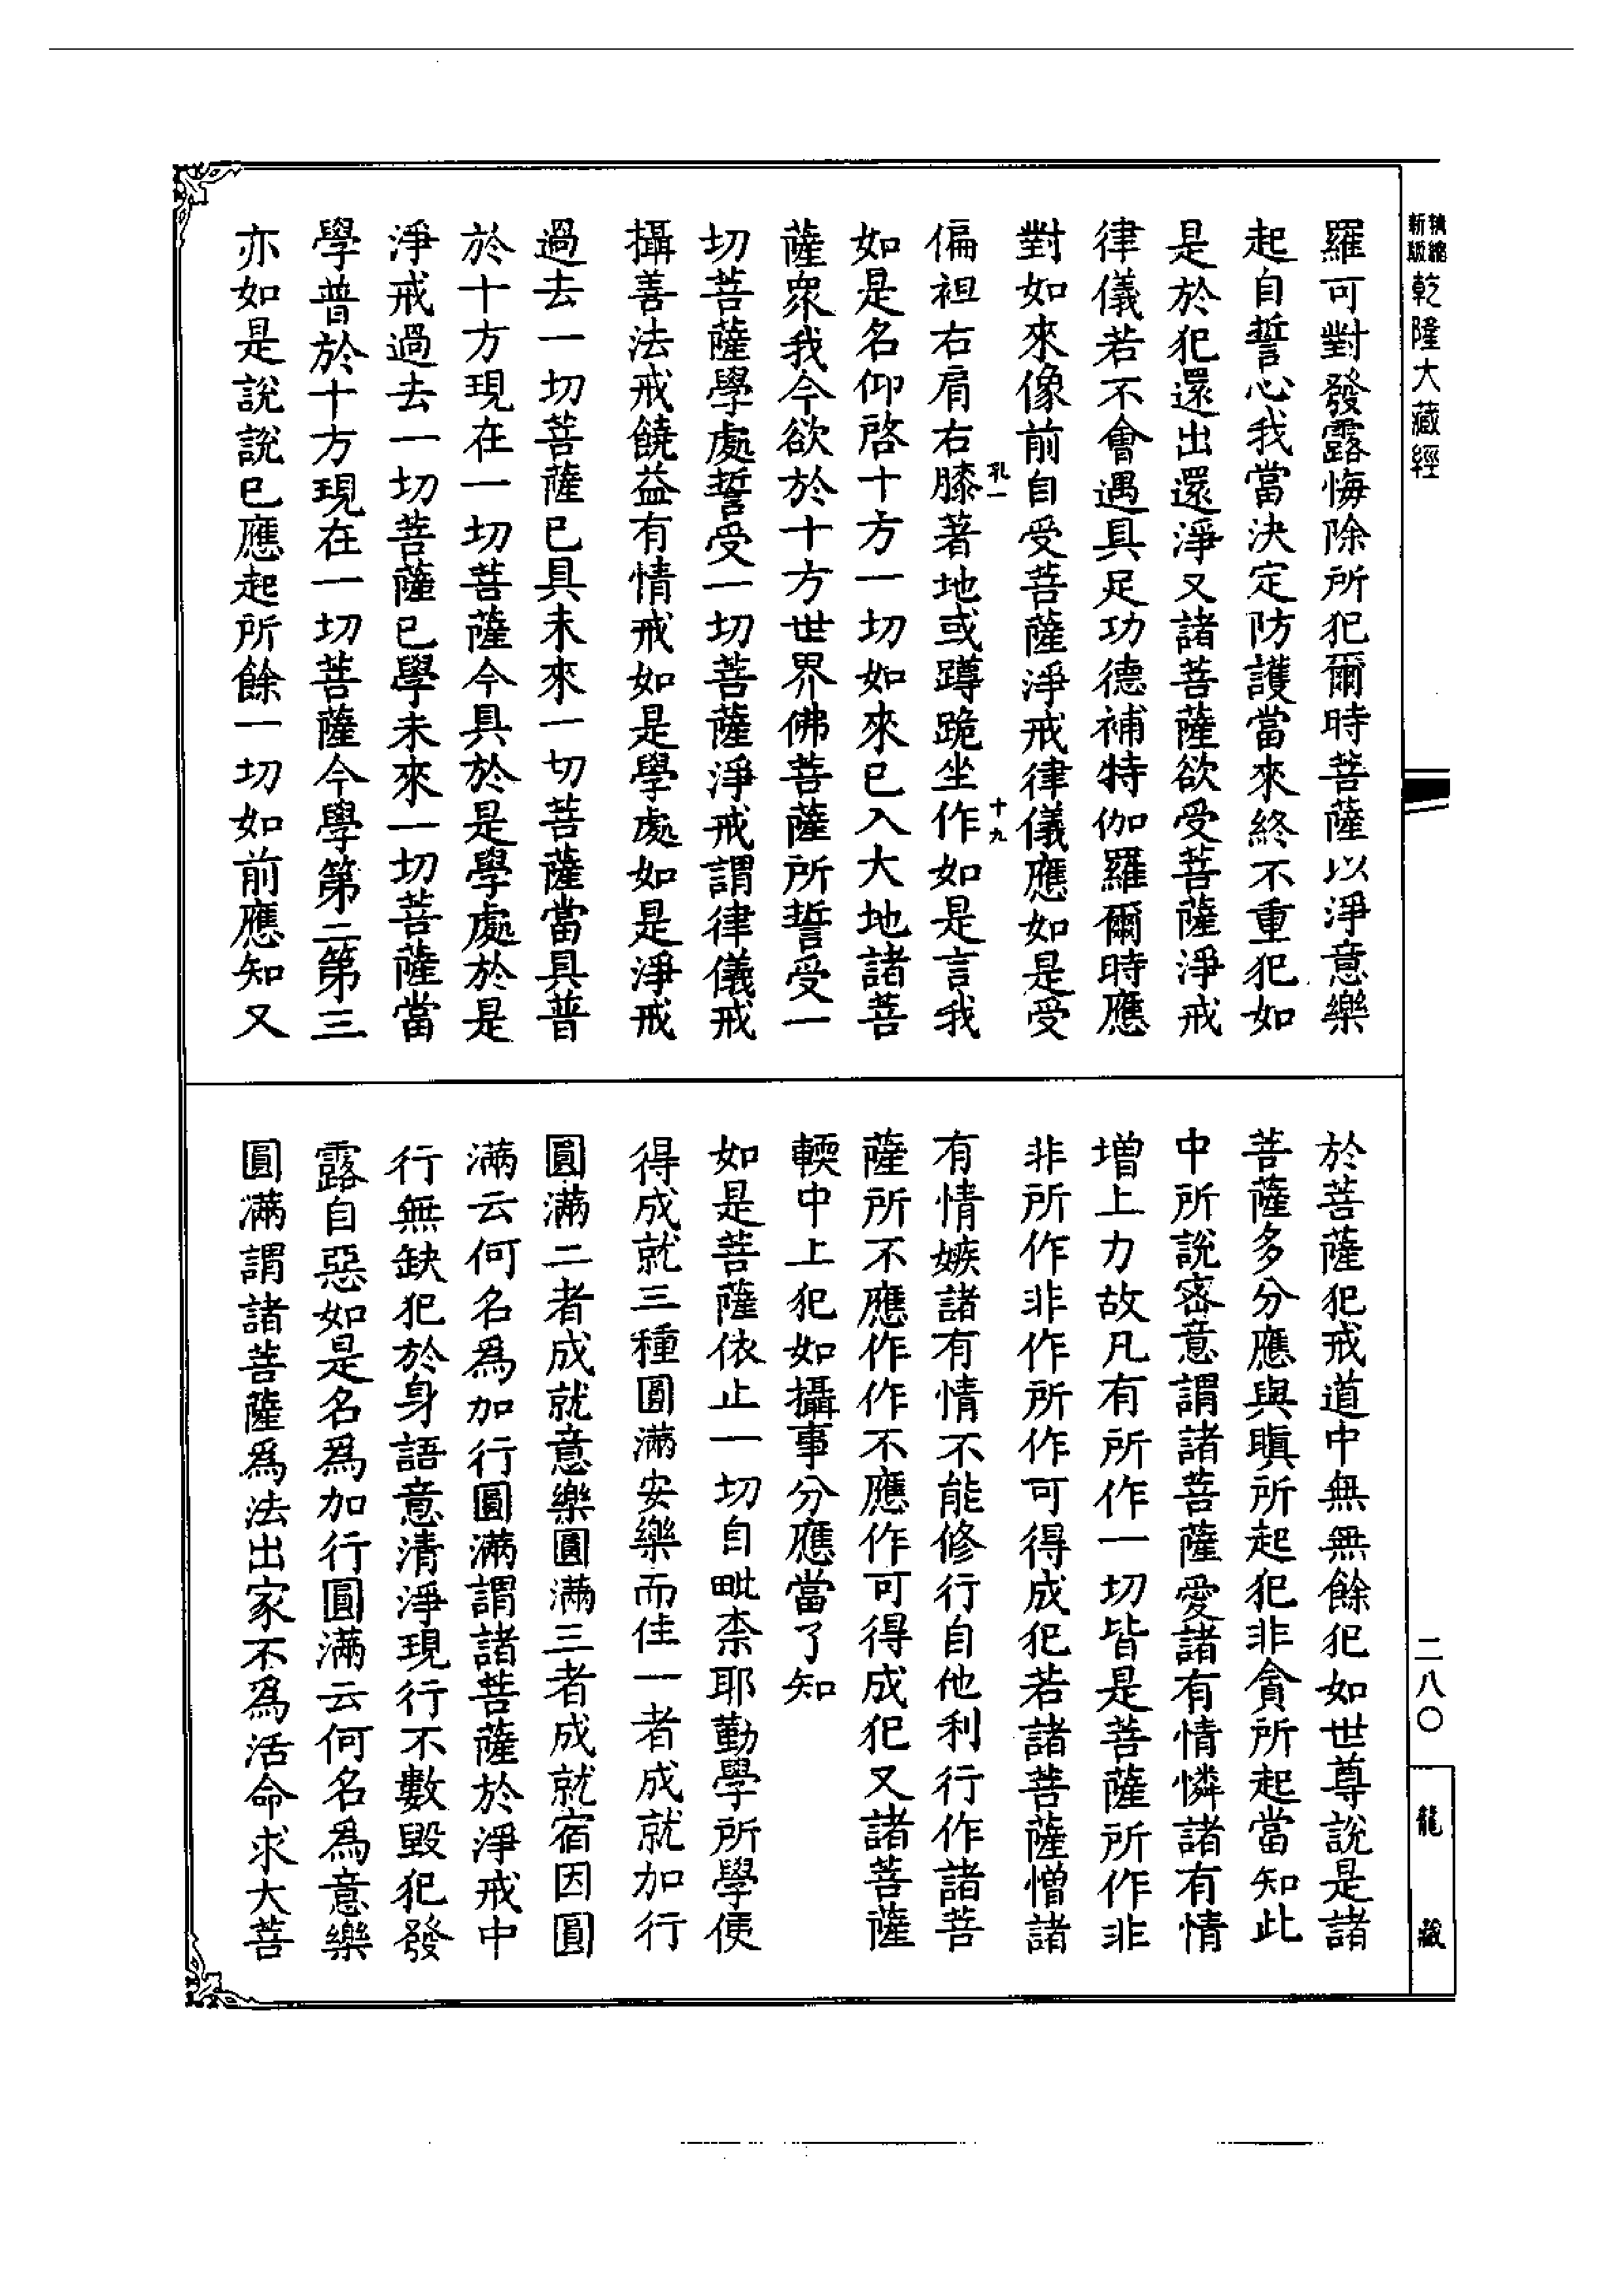 精縮新版 乾隆大藏經
羅可對發露悔除所犯爾時菩薩以淨意樂
起自誓心我當決定防護當來終不重犯如
是於犯還出還淨又諸菩薩欲受菩薩淨戒
律儀若不會遇具足功德補特伽羅爾時應
對如來像前自受菩薩淨戒律儀應如是受
孔一 十九
偏袒右肩右膝著地或蹲跪坐作如是言我
如是名仰啓十方一切如來已入大地諸菩
薩衆我今欲於十方世界佛菩薩所誓受一
切菩薩學處誓受一切菩薩淨戒謂律儀戒
攝善法戒饒益有情戒如是學處如是淨戒
過去一切菩薩已具未來一切菩薩當具普
於十方現在一切菩薩今具於是學處於是
淨戒過去一切菩薩已學未來一切菩薩當
學普於十方現在一切菩薩今學第二第三
亦如是說說已應起所餘一切如前應知又
於菩薩犯戒道中無無餘犯如世尊說是諸
菩薩多分應與瞋所起犯非貪所起當知此
中所說密意謂諸菩薩愛諸有情憐諸有情
增上力故凡有所作一切皆是菩薩所作非
非所作非作所作可得成犯若諸菩薩憎諸
有情嫉諸有情不能修行自他利行作諸菩
薩所不應作作不應作可得成犯又諸菩薩
輭中上犯如攝事分應當了知
如是菩薩依止一切自毗柰耶勤學所學便
得成就三種圓滿安樂而住一者成就加行
圓滿二者成就意樂圓滿三者成就宿因圓
滿云何名爲加行圓滿謂諸菩薩於淨戒中
行無缺犯於身語意清淨現行不數毀犯發
露自惡如是名爲加行圓滿云何名爲意樂
圓滿謂諸菩薩爲法出家不爲活命求大菩
二八〇
龍藏